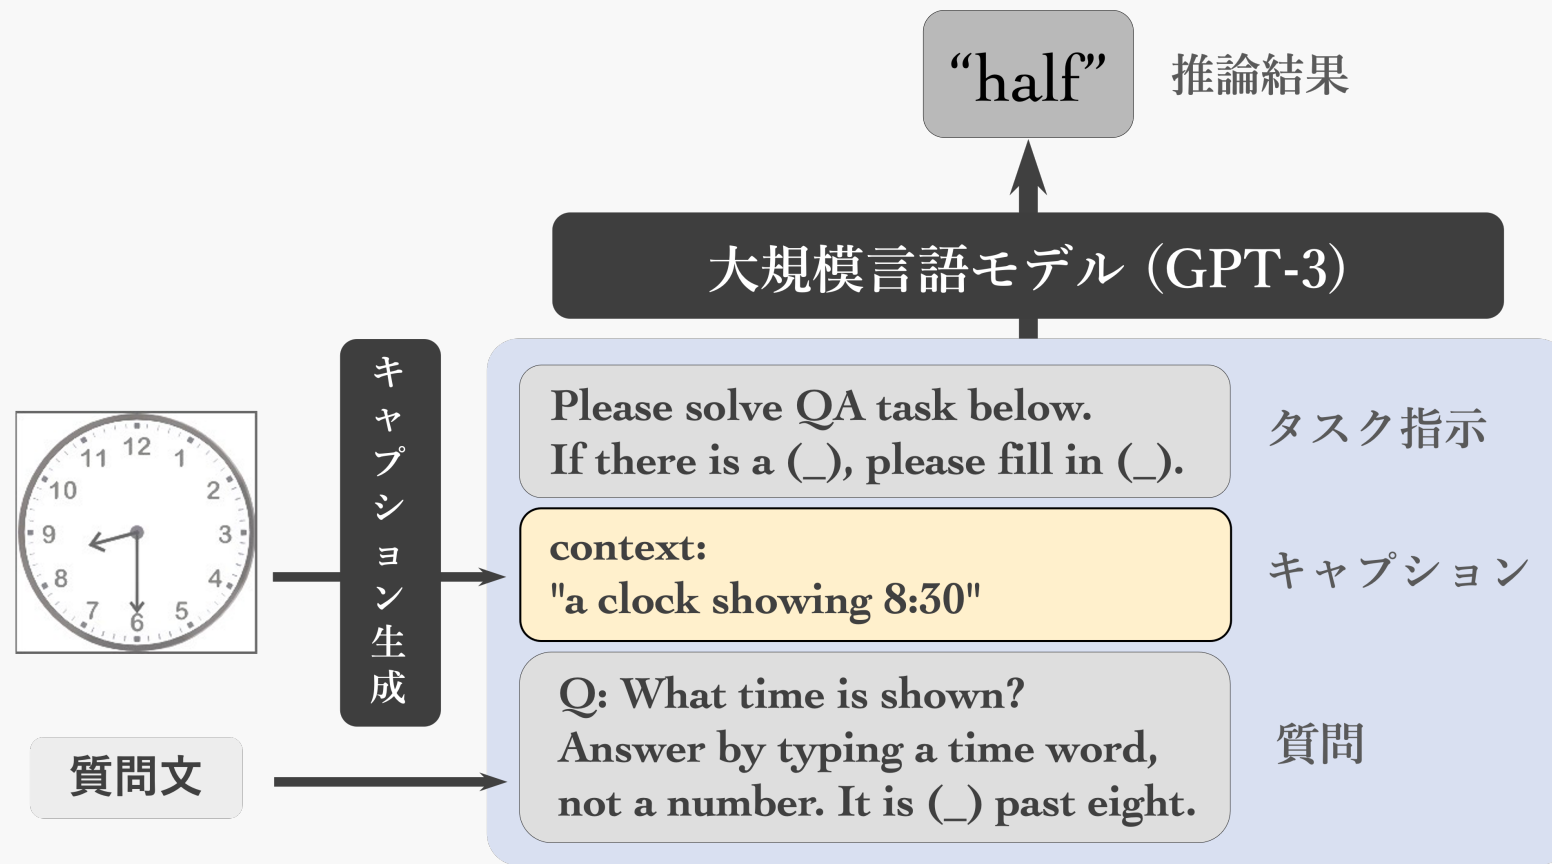 “half”
推論結果
大規模言語モデル（GPT-3）
キャプション生成
Please solve QA task below.
If there is a (_), please fill in (_).
タスク指示
12
1
2
3
4
5
6
7
8
9
10
11
context:
"a clock showing 8:30"
キャプション
質問文
Q: What time is shown?
Answer by typing a time word,
not a number. It is (_) past eight.
質問